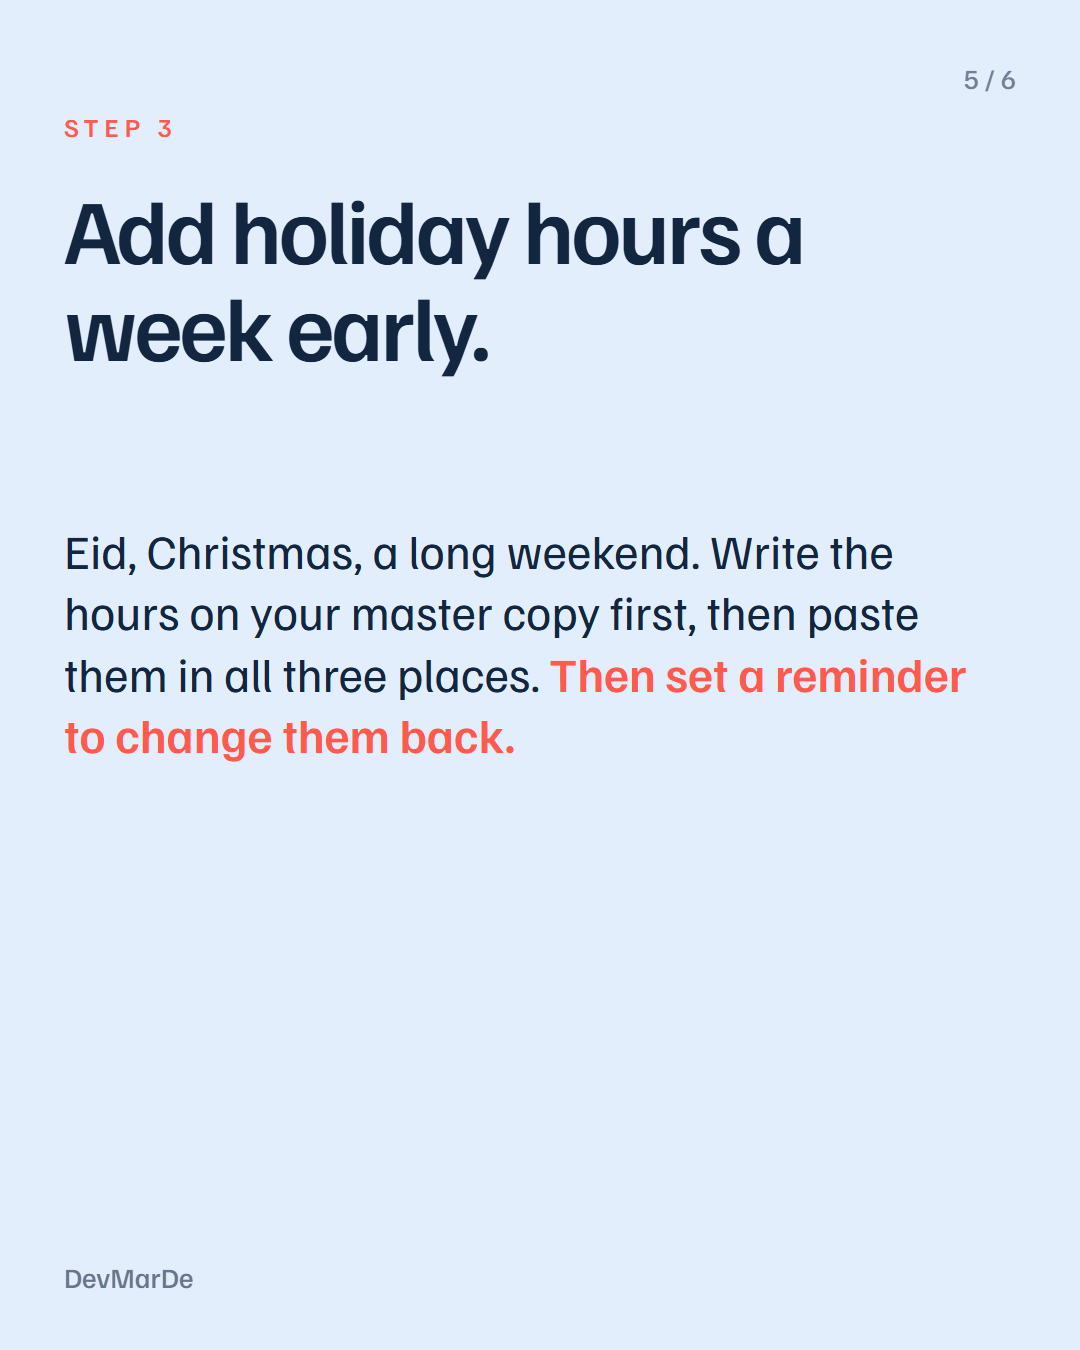 5 / 6
STEP 3
Add holiday hours a
week early.
Eid, Christmas, a long weekend. Write the
hours on your master copy first, then paste
them in all three places. Then set a reminder
to change them back.
DevMarDe